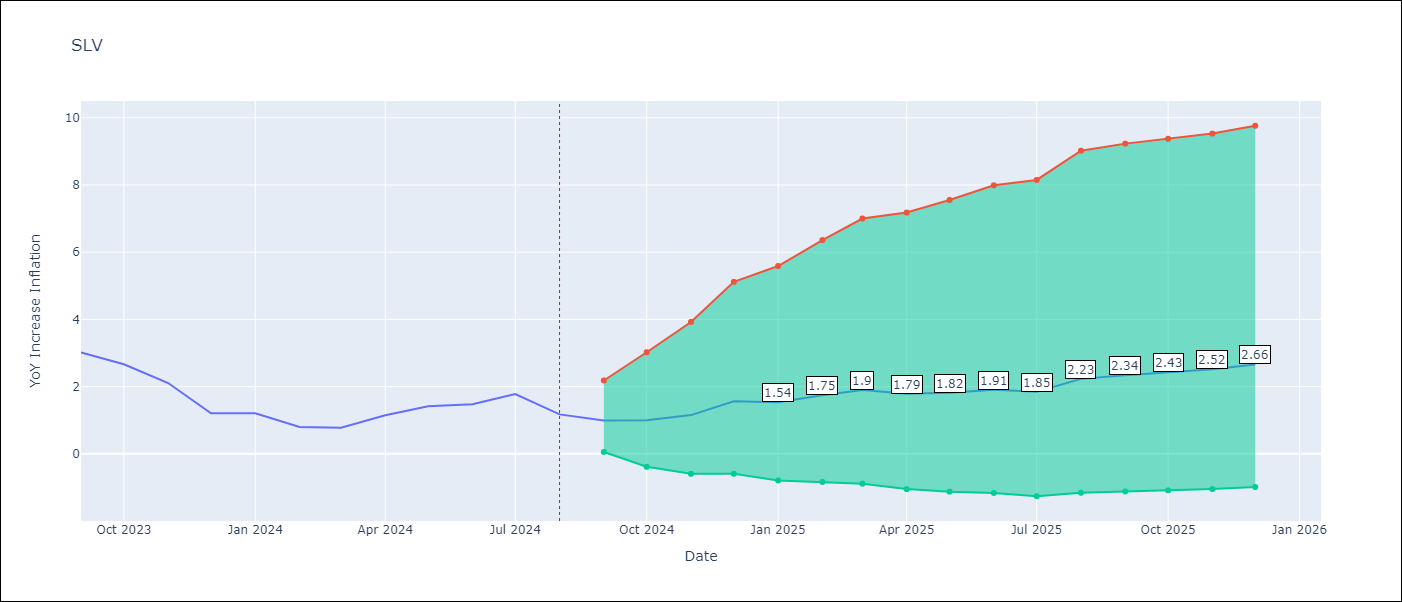 SLV
YoY Increase Inflation
10
8
6
4
2
0
1.54
1.75
1.9
1.79
1.82
1.91
1.85
2.23
2.34
2.43
2.52
2.66
Oct 2023
Jan 2024
Apr 2024
Jul 2024
Oct 2024
Jan 2025
Apr 2025
Jul 2025
Oct 2025
Jan 2026
Date